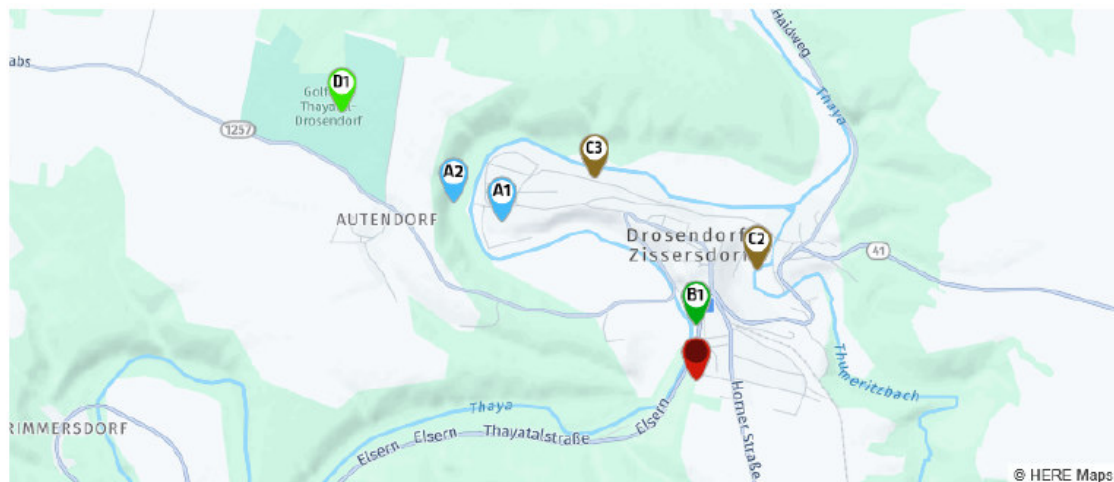 Haidweg
abs
D1
Golf
Thayatal-
Drosendorf
Thaya
1257
C3
A2
A1
AUTENDORF
Drosendorf
Zissersdorf
C2
41
B1
Thumeritzbach
Thaya
Elsern
Horner Straße
RIMMERSDORF
Elsern Elsern Thayatalstraße
© HERE Maps